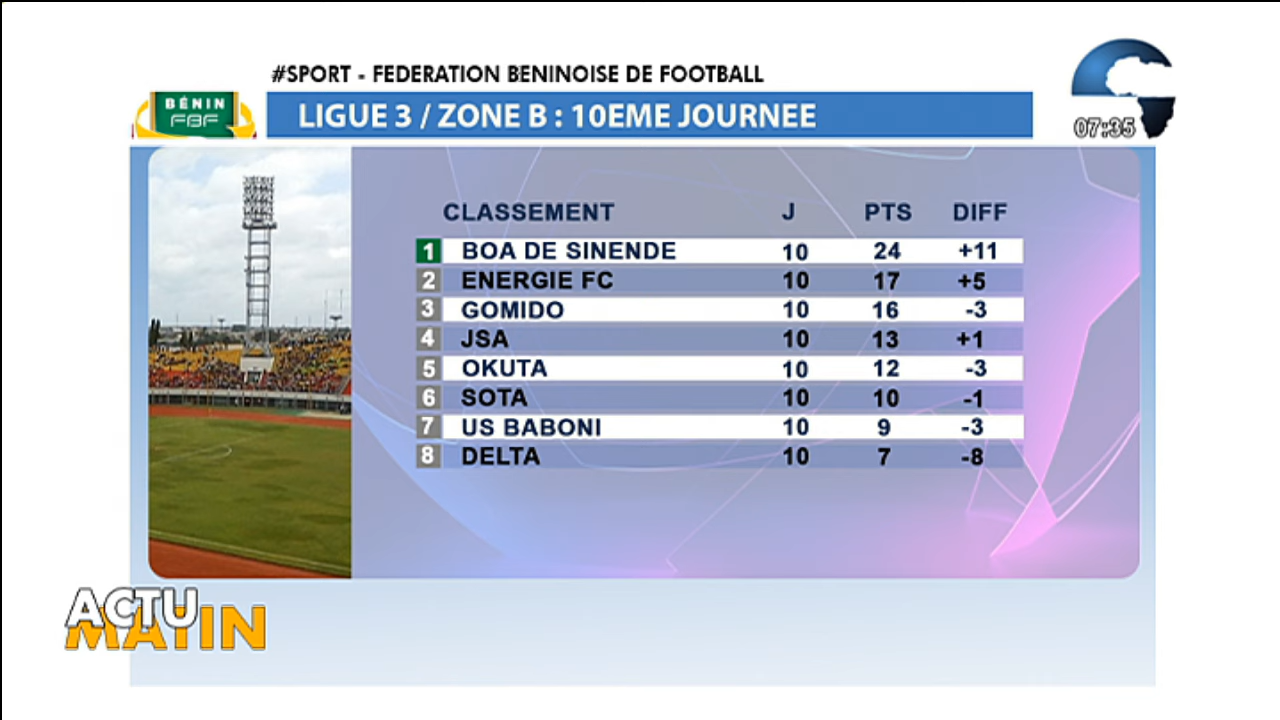 #SPORT - FEDERATION BENINOISE DE FOOTBALL
BÉNIN
FBF
LIGUE 3 / ZONE B : 10EME JOURNEE
07:35
CLASSEMENT J PTS DIFF
1 BOA DE SINENDE 10 24 +11
2 ENERGIE FC 10 17 +5
3 GOMIDO 10 16 -3
4 JSA 10 13 +1
5 OKUTA 10 12 -3
6 SOTA 10 10 -1
7 US BABONI 10 9 -3
8 DELTA 10 7 -8
ACTU
MATIN